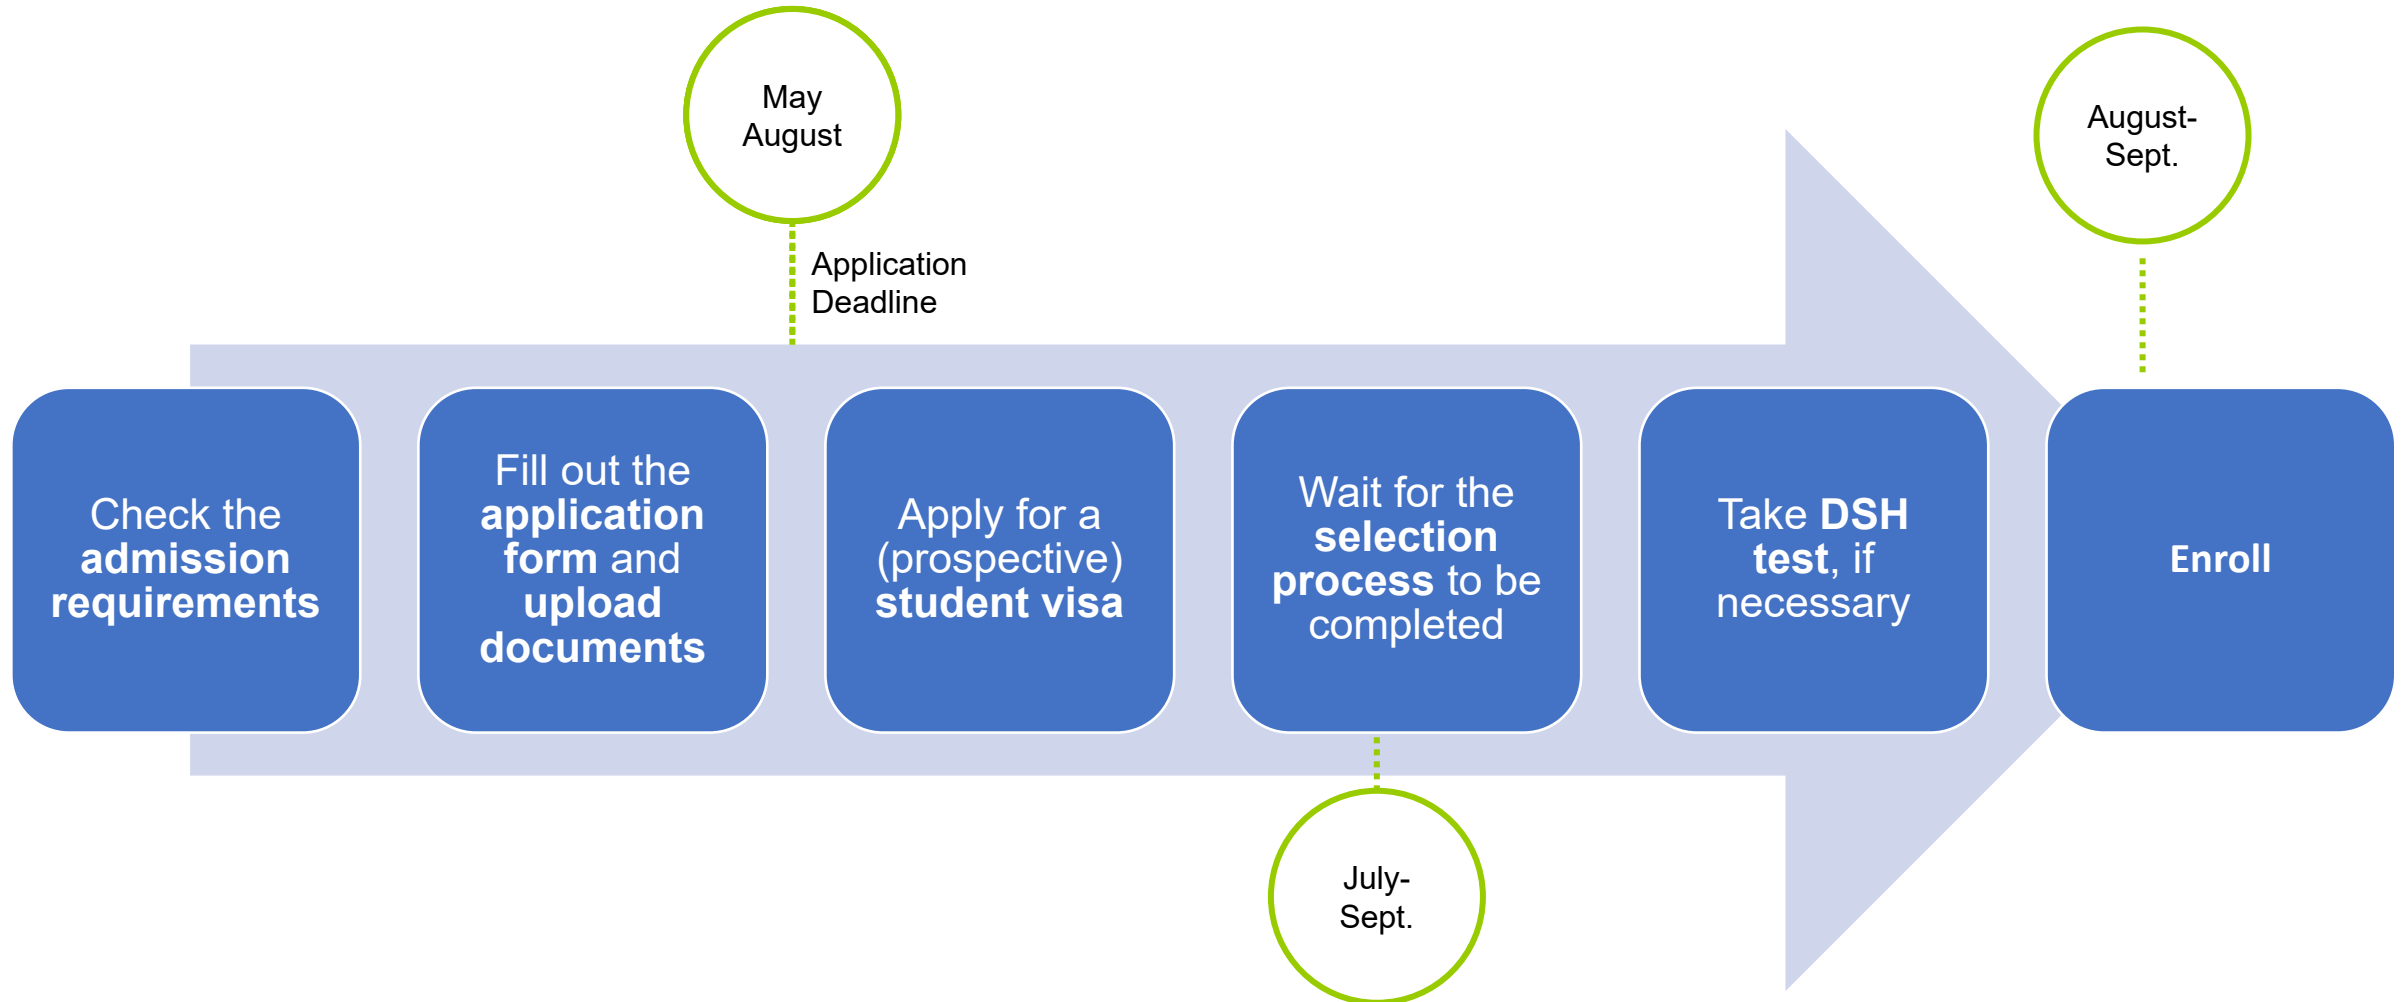 May
August
August-
Sept.
Application
Deadline
Check the
admission
requirements
Fill out the
application
form and
upload
documents
Apply for a
(prospective)
student visa
Wait for the
selection
process to be
completed
Take DSH
test, if
necessary
Enroll
July-
Sept.